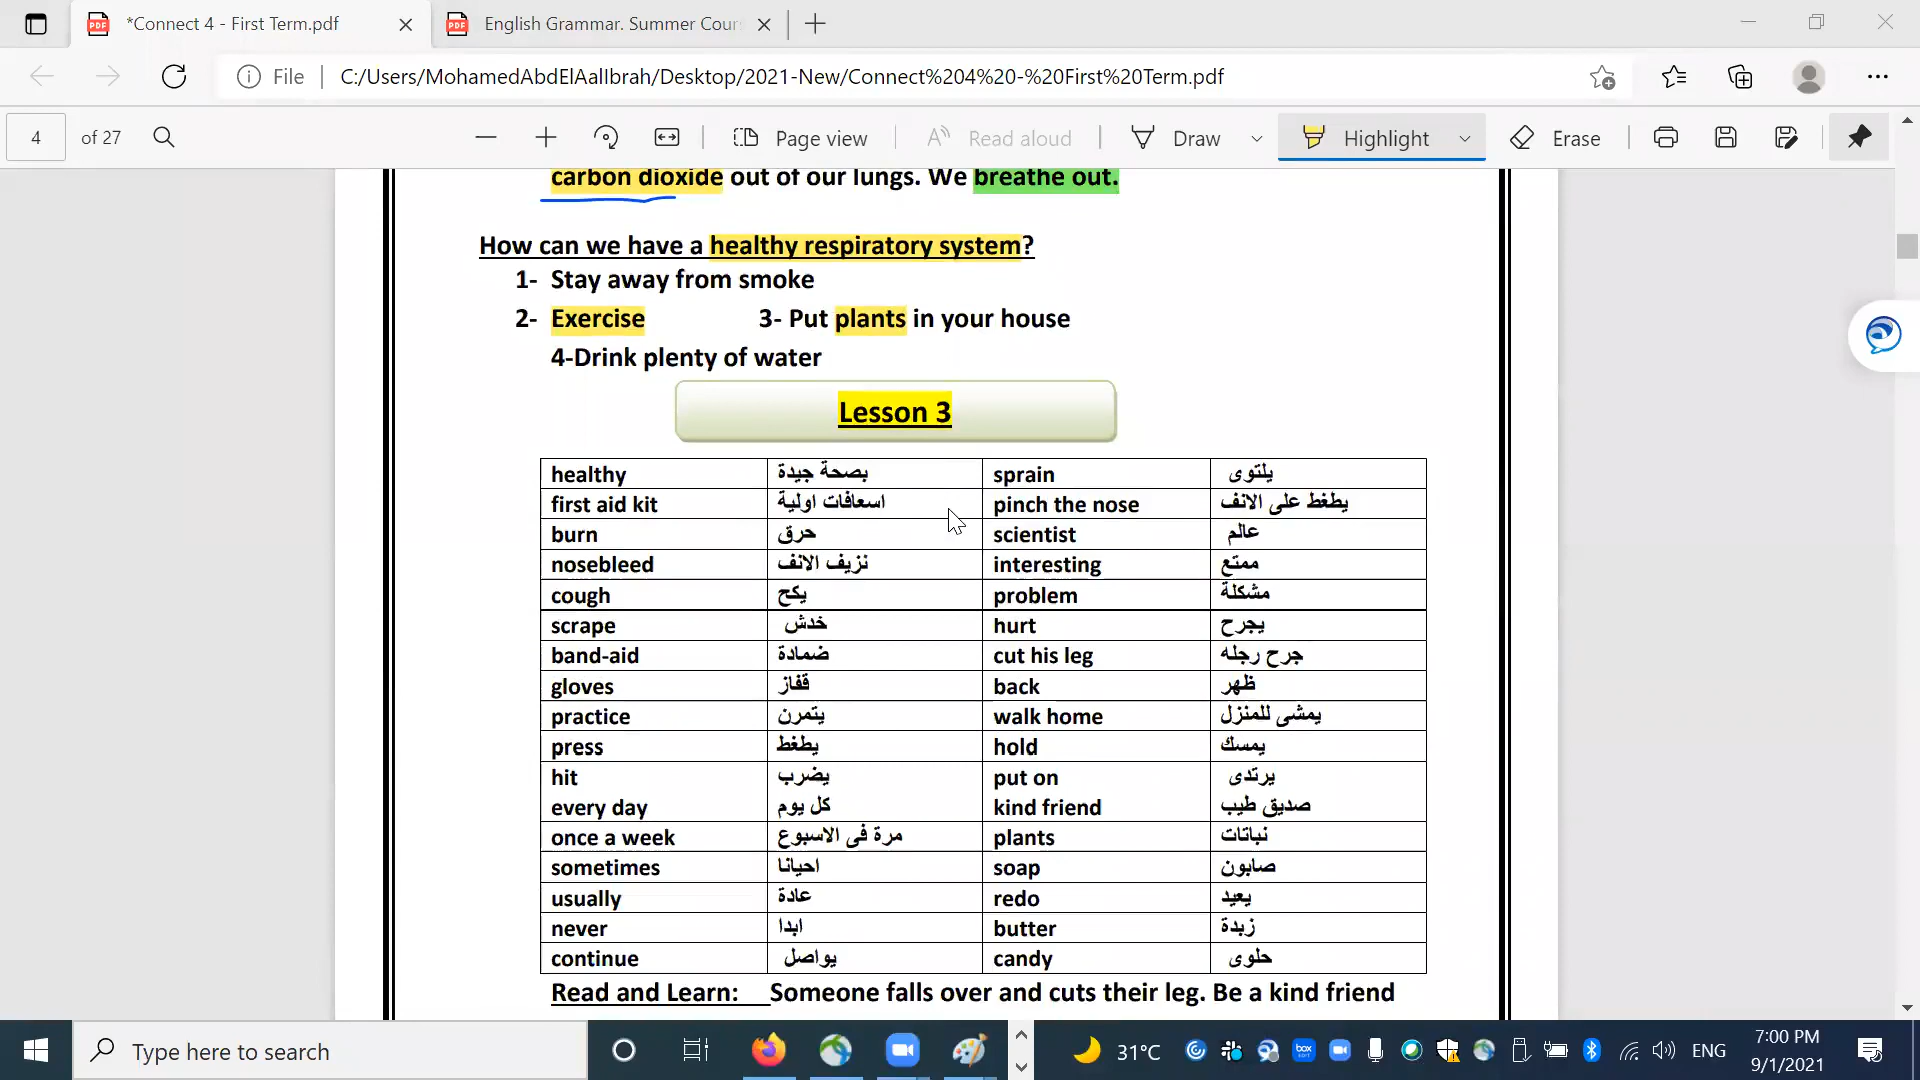 *Connect 4 - First Term.pdf
English Grammar. Summer Cour
File
C:/Users/MohamedAbdElAalIbrah/Desktop/2021-New/Connect%204%20-%20First%20Term.pdf
4 of 27
Page view
Read aloud
Draw
Highlight
Erase
carbon dioxide out of our lungs. We breathe out.
How can we have a healthy respiratory system?
1- Stay away from smoke
2- Exercise 3- Put plants in your house
4-Drink plenty of water
Lesson 3
healthy بصحة جيدة sprain يلتوى
first aid kit اسعافات اولية pinch the nose يطغط على الانف
burn حرق scientist عالم
nosebleed نزيف الانف interesting ممتع
cough يكح problem مشكلة
scrape خدش hurt يجرح
band-aid ضمادة cut his leg جرح رجله
gloves قفاز back ظهر
practice يتمرن walk home يمشى للمنزل
press يطغط hold يمسك
hit يضرب put on يرتدى
every day كل يوم kind friend صديق طيب
once a week مرة فى الاسبوع plants نباتات
sometimes احيانا soap صابون
usually عادة redo يعيد
never ابدا butter زبدة
continue يواصل candy حلوى
Read and Learn: Someone falls over and cuts their leg. Be a kind friend
Type here to search
31°C
ENG
7:00 PM
9/1/2021